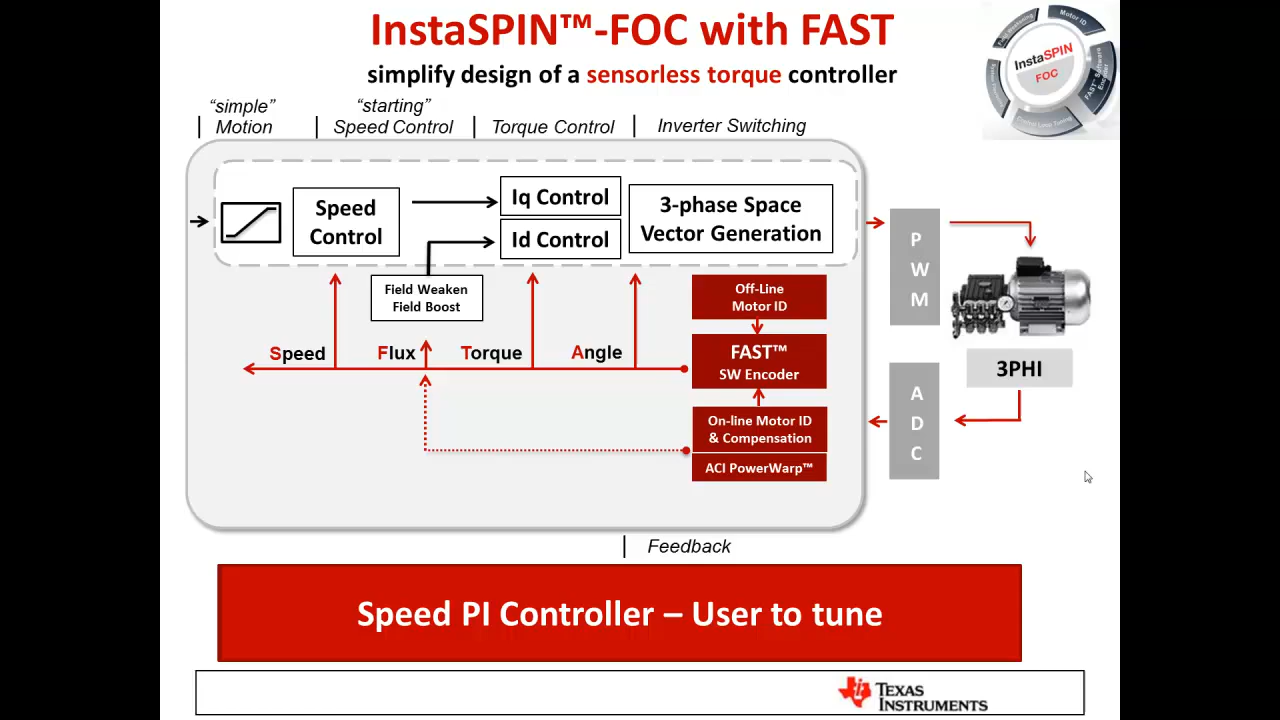 InstaSPIN™-FOC with FAST
simplify design of a sensorless torque controller
Motor ID
InstaSPIN
FOC
FAST™ Software
Encoder
"simple"
Motion
"starting"
Speed Control
Torque Control
Inverter Switching
Speed
Control
Iq Control
Id Control
3-phase Space
Vector Generation
Field Weaken
Field Boost
Off-Line
Motor ID
Speed
Flux
Torque
Angle
FAST™
SW Encoder
On-line Motor ID
& Compensation
ACI PowerWarp™
P
W
M
3PHI
A
D
C
Feedback
Speed PI Controller – User to tune
TEXAS
INSTRUMENTS